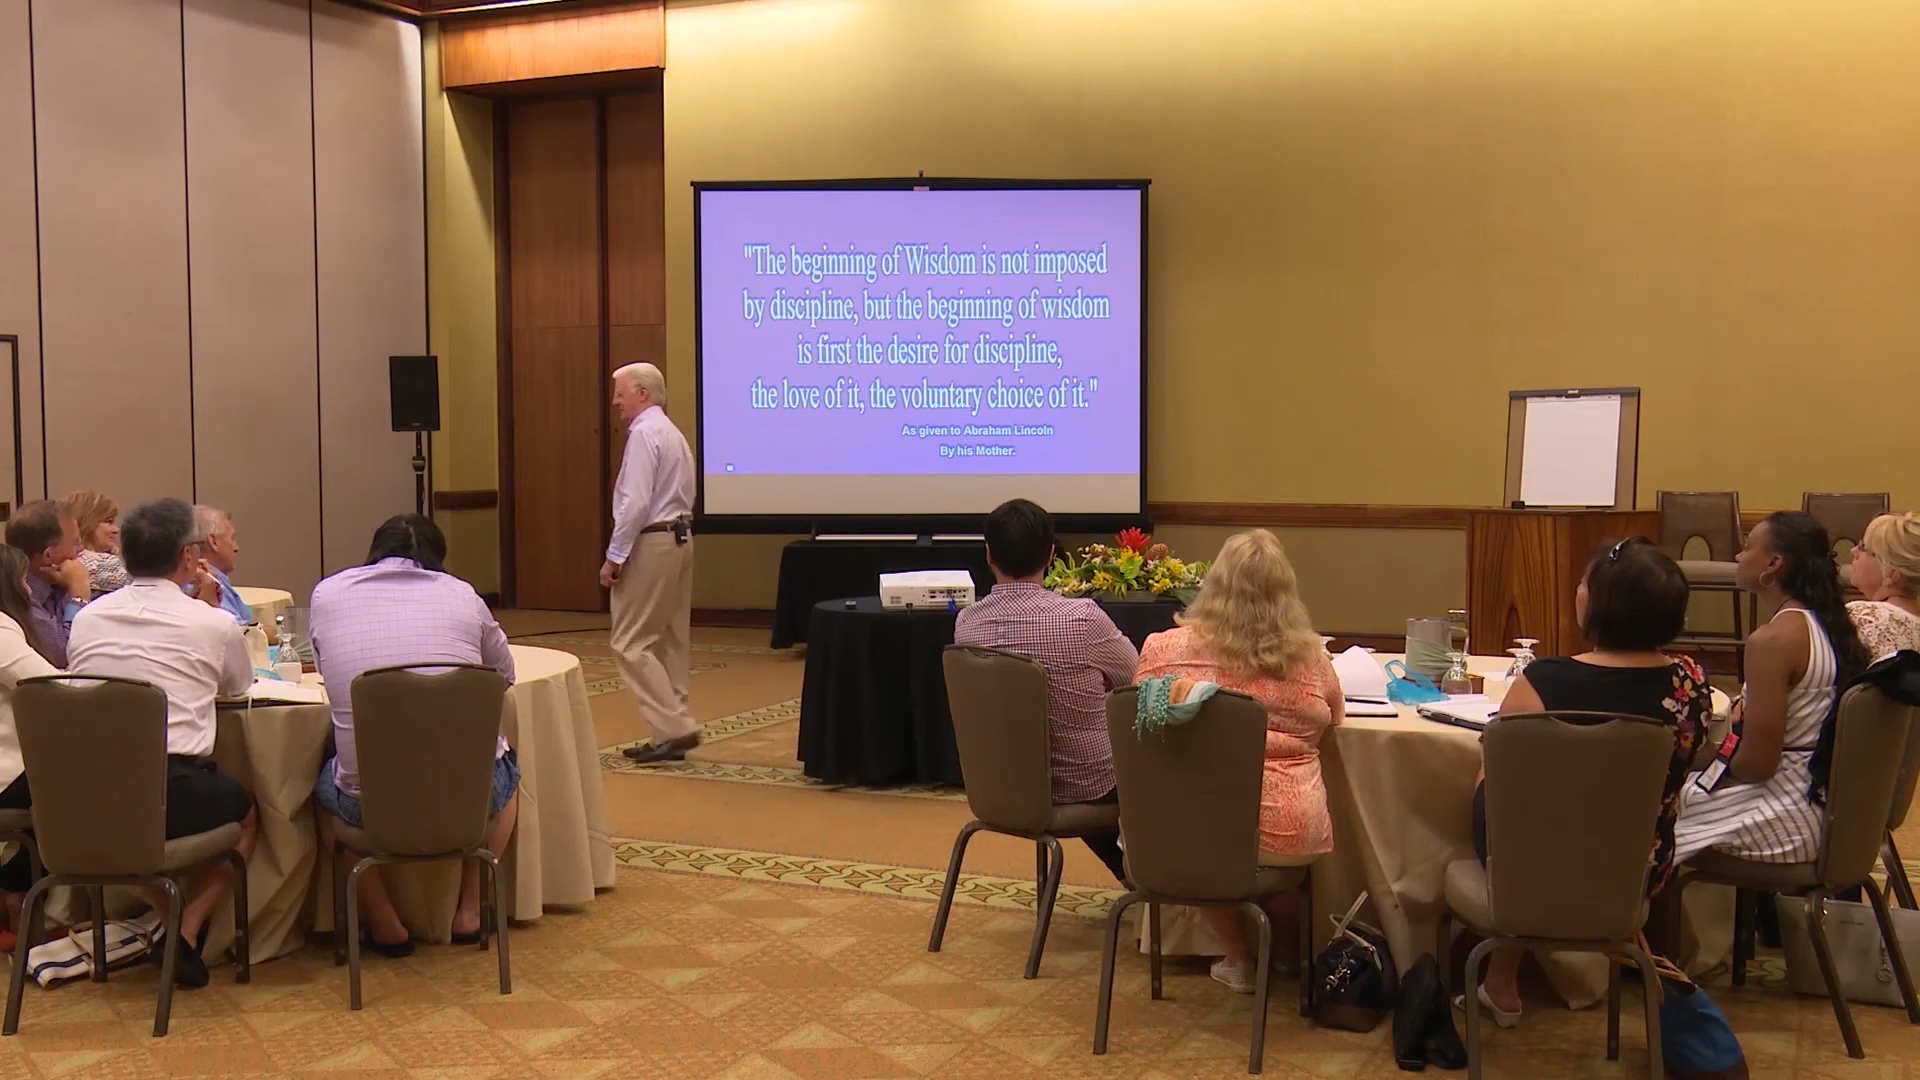 "The beginning of Wisdom is not imposed
by discipline, but the beginning of wisdom
is first the desire for discipline,
the love of it, the voluntary choice of it."
As given to Abraham Lincoln
By his Mother.